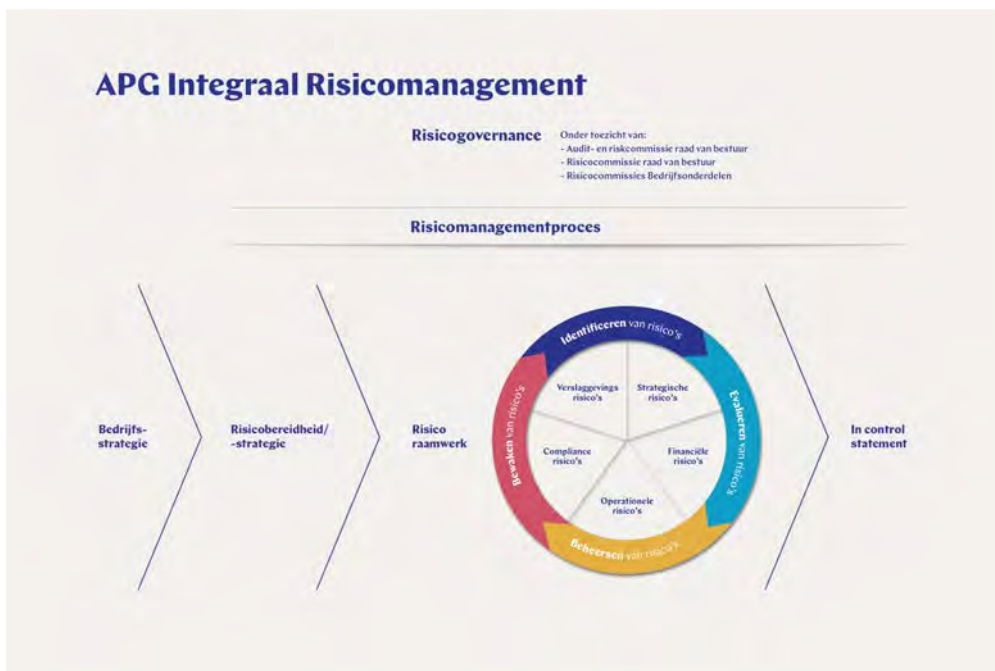 APG Integraal Risicomanagement
Risicogovernance
Onder toezicht van:
- Audit- en riskcommissie raad van bestuur
- Risicocommissie raad van bestuur
- Risicocommissies Bedrijfsonderdelen
Risicomanagementproces
Bedrijfs-
strategie
Risicobereidheid/
-strategie
Risico
raamwerk
Identificeren van risico's
Evalueren van risico's
Beheersen van risico's
Bewaken van risico's
Verslaggevings
risico's
Strategische
risico's
Compliance
risico's
Financiële
risico's
Operationele
risico's
In control
statement